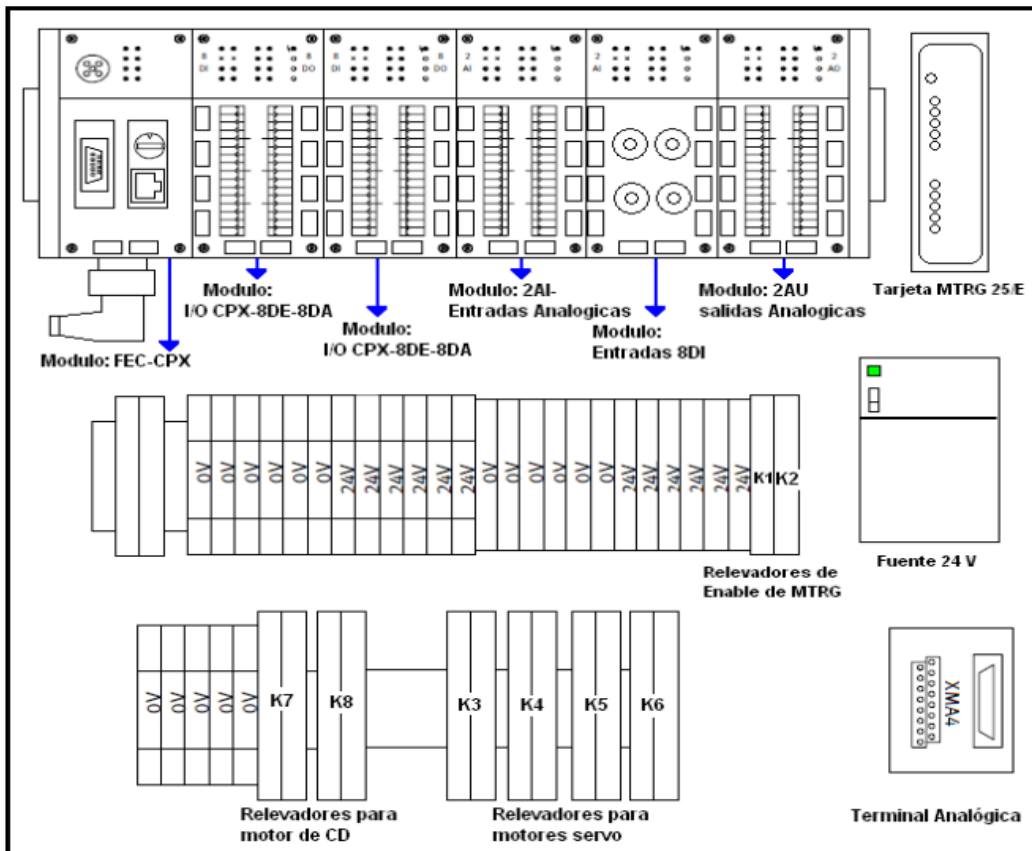 8 DI
8 DO
8 DI
8 DO
2 AI
2 AI
2 AO
Modulo: FEC-CPX
Modulo:
I/O CPX-8DE-8DA
Modulo:
I/O CPX-8DE-8DA
Modulo: 2AI-
Entradas Analogicas
Modulo:
Entradas 8DI
Modulo: 2AU
salidas Analogicas
Tarjeta MTRG 25/E
0V 0V 0V 0V 0V 0V 24V 24V 24V 24V 24V 24V 0V 0V 0V 0V 0V 0V 24V 24V 24V 24V 24V 24V K1 K2
Relevadores de
Enable de MTRG
Fuente 24 V
0V 0V 0V 0V 0V K7 K8 K3 K4 K5 K6
Relevadores para
motor de CD
Relevadores para
motores servo
XMA4
Terminal Analógica